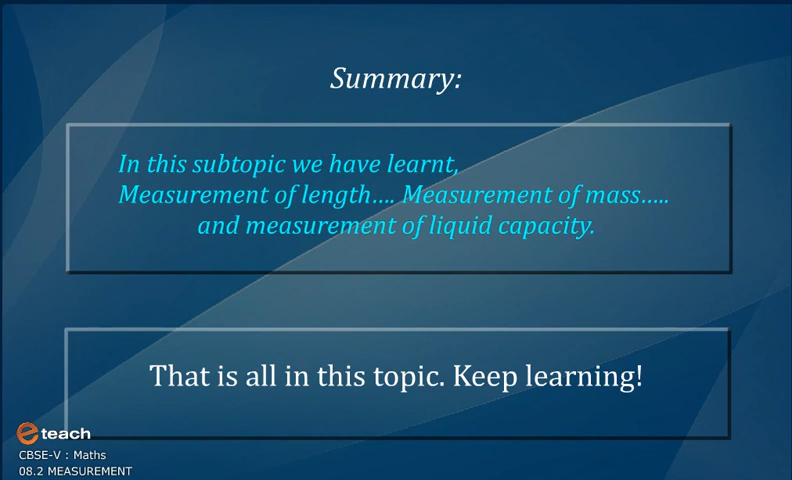 Summary:
In this subtopic we have learnt,
Measurement of length.... Measurement of mass.....
and measurement of liquid capacity.
That is all in this topic. Keep learning!
e teach
CBSE-V : Maths
08.2 MEASUREMENT